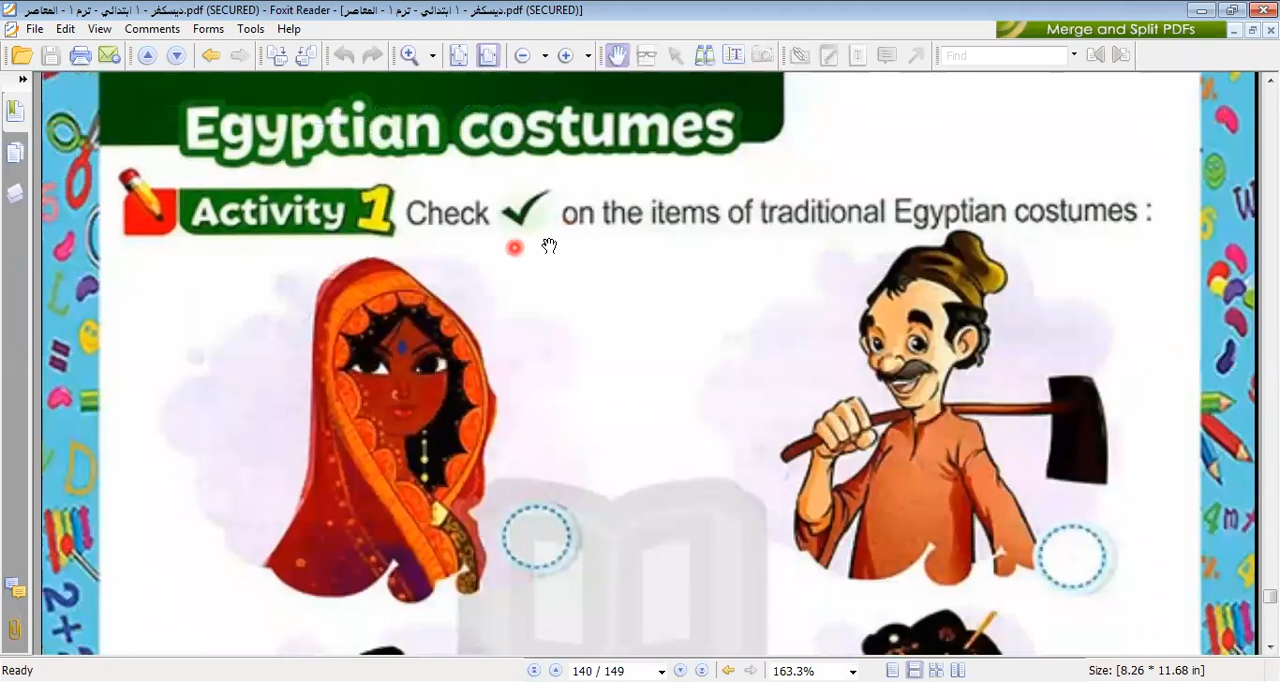 ديسكفر - ١ ابتدائي - ترم ١ - المعاصر.pdf (SECURED) - Foxit Reader - [ديسكفر - ١ ابتدائي - ترم ١ - المعاصر.pdf (SECURED)]
File Edit View Comments Forms Tools Help
Merge and Split PDFs
Find
Egyptian costumes
Activity 1 Check ✓ on the items of traditional Egyptian costumes :
Ready
140 / 149
163.3%
Size: [8.26 * 11.68 in]